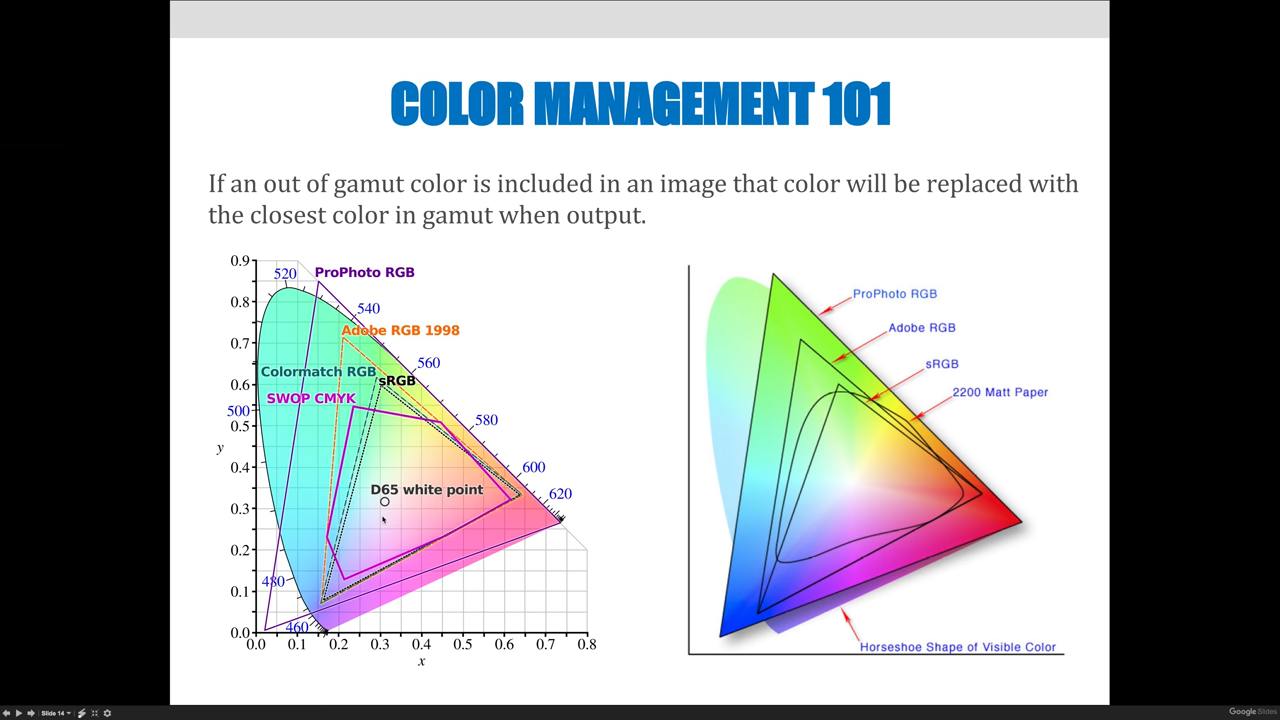 COLOR MANAGEMENT 101
If an out of gamut color is included in an image that color will be replaced with
the closest color in gamut when output.
0.9
0.8
0.7
0.6
0.5
0.4
0.3
0.2
0.1
0.0
y
0.0 0.1 0.2 0.3 0.4 0.5 0.6 0.7 0.8
x
520
540
560
580
600
620
500
480
460
ProPhoto RGB
Adobe RGB 1998
Colormatch RGB
sRGB
SWOP CMYK
D65 white point
ProPhoto RGB
Adobe RGB
sRGB
2200 Matt Paper
Horseshoe Shape of Visible Color
Slide 14
Google Slides